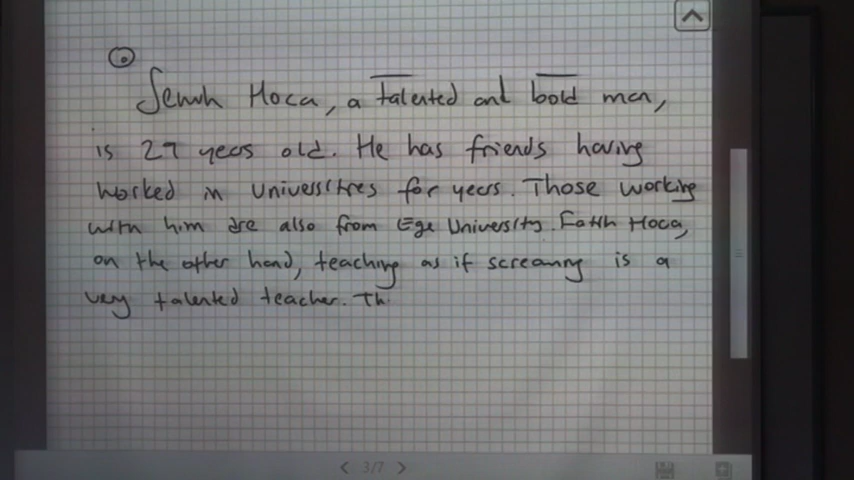 Semih Hoca, a talented and bold man,
is 27 years old. He has friends having
worked in universities for years. Those working
with him are also from Ege University. Fatih Hoca,
on the other hand, teaching as if screaming is a
very talented teacher. Th
3/7